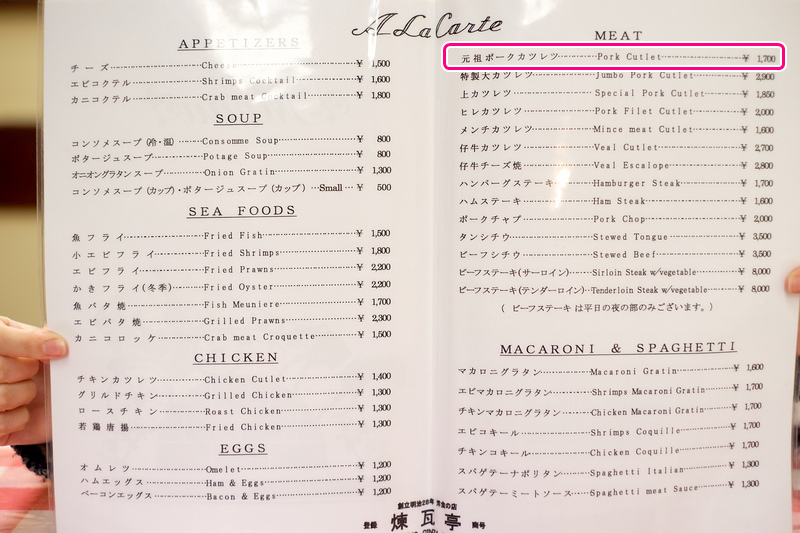 A La Carte
APPETIZERS
チーズ Cheese ¥ 1,500
エビコクテル Shrimps Cocktail ¥ 1,600
カニコクテル Crab meat Cocktail ¥ 1,800
SOUP
コンソメスープ (冷・温) Consomme Soup ¥ 800
ポタージュスープ Potage Soup ¥ 800
オニオングラタンスープ Onion Gratin ¥ 1,300
コンソメスープ (カップ)・ポタージュスープ (カップ) …Small… ¥ 500
SEA FOODS
魚フライ Fried Fish ¥ 1,500
小エビフライ Fried Shrimps ¥ 1,800
エビフライ Fried Prawns ¥ 2,200
かきフライ(冬季) Fried Oyster ¥ 2,200
魚バタ焼 Fish Meuniere ¥ 1,700
エビバタ焼 Grilled Prawns ¥ 2,300
カニコロッケ Crab meat Croquette ¥ 1,500
CHICKEN
チキンカツレツ Chicken Cutlet ¥ 1,400
グリルドチキン Grilled Chicken ¥ 1,300
ロースチキン Roast Chicken ¥ 1,300
若鶏唐揚 Fried Chicken ¥ 1,300
EGGS
オムレツ Omelet ¥ 1,200
ハムエッグス Ham & Eggs ¥ 1,200
ベーコンエッグス Bacon & Eggs ¥ 1,200
MEAT
元祖ポークカツレツ Pork Cutlet ¥ 1,700
特製大カツレツ Jumbo Pork Cutlet ¥ 2,900
上カツレツ Special Pork Cutlet ¥ 1,850
ヒレカツレツ Pork Filet Cutlet ¥ 2,000
メンチカツレツ Mince meat Cutlet ¥ 1,600
仔牛カツレツ Veal Cutlet ¥ 2,700
仔牛チーズ焼 Veal Escalope ¥ 2,800
ハンバーグステーキ Hamburger Steak ¥ 1,700
ハムステーキ Ham Steak ¥ 1,600
ポークチャプ Pork Chop ¥ 2,000
タンシチウ Stewed Tongue ¥ 3,500
ビーフシチウ Stewed Beef ¥ 3,500
ビーフステーキ(サーロイン) Sirloin Steak w/vegetable ¥ 8,000
ビーフステーキ(テンダーロイン) Tenderloin Steak w/vegetable ¥ 8,000
( ビーフステーキ は平日の夜の部のみございます。)
MACARONI & SPAGHETTI
マカロニグラタン Macaroni Gratin ¥ 1,600
エビマカロニグラタン Shrimps Macaroni Gratin ¥ 1,700
チキンマカロニグラタン Chicken Macaroni Gratin ¥ 1,700
エビコキール Shrimps Coquille ¥ 1,700
チキンコキール Chicken Coquille ¥ 1,700
スパゲテーナポリタン Spaghetti Italian ¥ 1,300
スパゲテーミートソース Spaghetti meat Sauce ¥ 1,300
創立明治28年 洋食の店
登録 煉瓦亭 商号